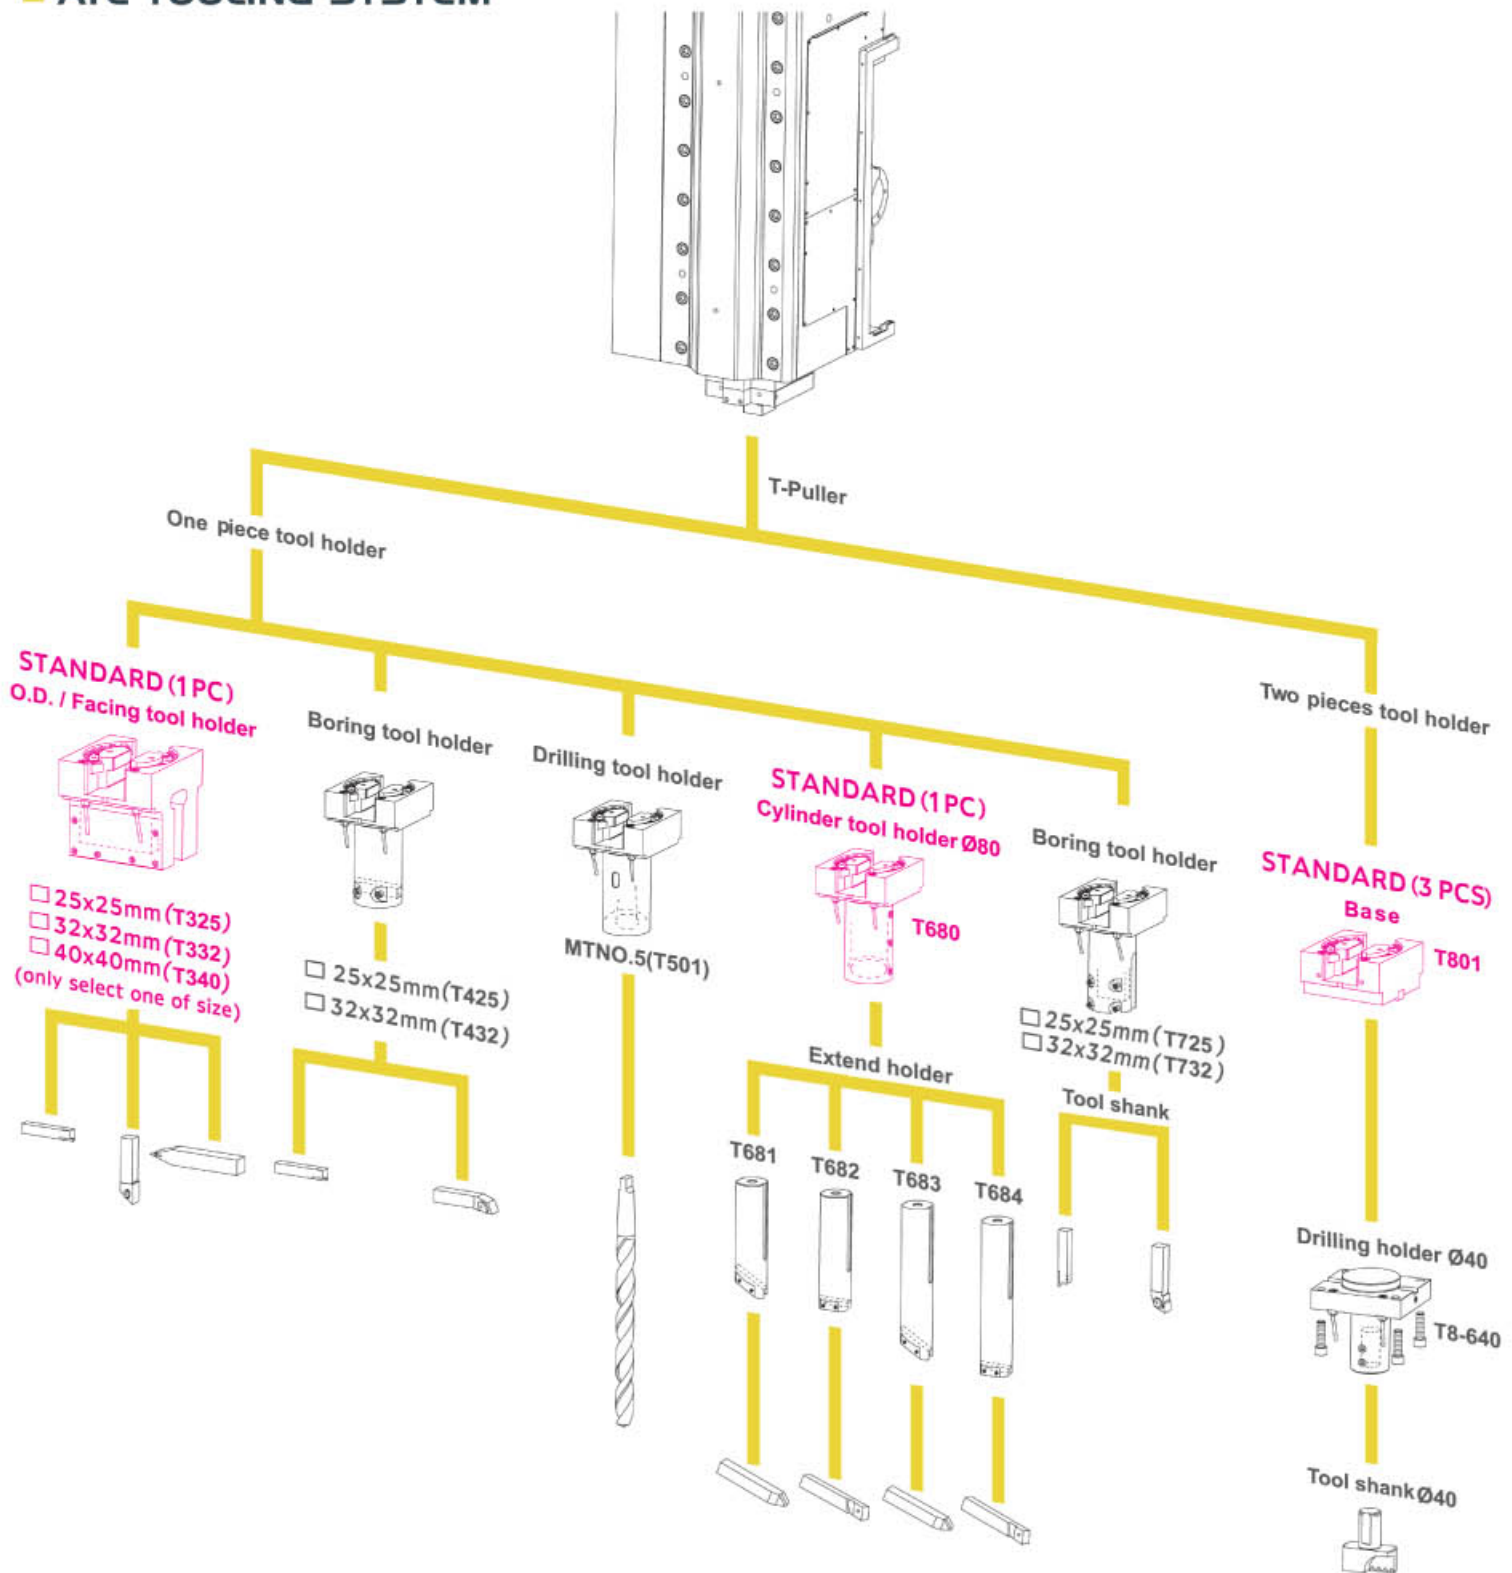 ATC TOOLING SYSTEM
T-Puller
One piece tool holder
Two pieces tool holder
STANDARD (1 PC)
O.D. / Facing tool holder
□ 25x25mm (T325)
□ 32x32mm (T332)
□ 40x40mm (T340)
(only select one of size)
Boring tool holder
□ 25x25mm (T425)
□ 32x32mm (T432)
Drilling tool holder
MTNO.5(T501)
STANDARD (1 PC)
Cylinder tool holder Ø80
T680
Extend holder
T681
T682
T683
T684
Boring tool holder
□ 25x25mm (T725)
□ 32x32mm (T732)
Tool shank
STANDARD (3 PCS)
Base
T801
Drilling holder Ø40
T8-640
Tool shank Ø40